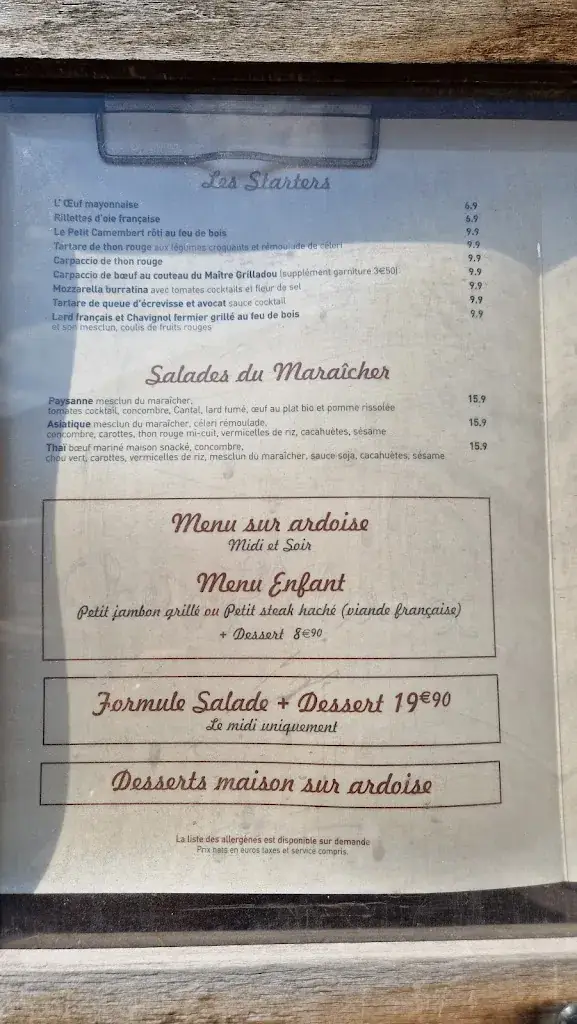 Les Starters
L'Œuf mayonnaise 6.9
Rillettes d'oie française 6.9
Le Petit Camembert rôti au feu de bois 9.9
Tartare de thon rouge aux légumes croquants et rémoulade de céleri 9.9
Carpaccio de thon rouge 9.9
Carpaccio de bœuf au couteau du Maître Grilladou (supplément garniture 3€50) 9.9
Mozzarella burratina avec tomates cocktails et fleur de sel 9.9
Tartare de queue d'écrevisse et avocat sauce cocktail 9.9
Lard français et Chavignol fermier grillé au feu de bois 9.9
et son mesclun, coulis de fruits rouges
Salades du Maraîcher
Paysanne mesclun du maraîcher, 15.9
tomates cocktail, concombre, Cantal, lard fumé, œuf au plat bio et pomme rissolée
Asiatique mesclun du maraîcher, céleri rémoulade, 15.9
concombre, carottes, thon rouge mi-cuit, vermicelles de riz, cacahuètes, sésame
Thaï bœuf mariné maison snacké, concombre, 15.9
chou vert, carottes, vermicelles de riz, mesclun du maraîcher, sauce soja, cacahuètes, sésame
Menu sur ardoise
Midi et Soir
Menu Enfant
Petit jambon grillé ou Petit steak haché (viande française)
+ Dessert 8€90
Formule Salade + Dessert 19€90
Le midi uniquement
Desserts maison sur ardoise
La liste des allergènes est disponible sur demande
Prix nets en euros taxes et service compris.